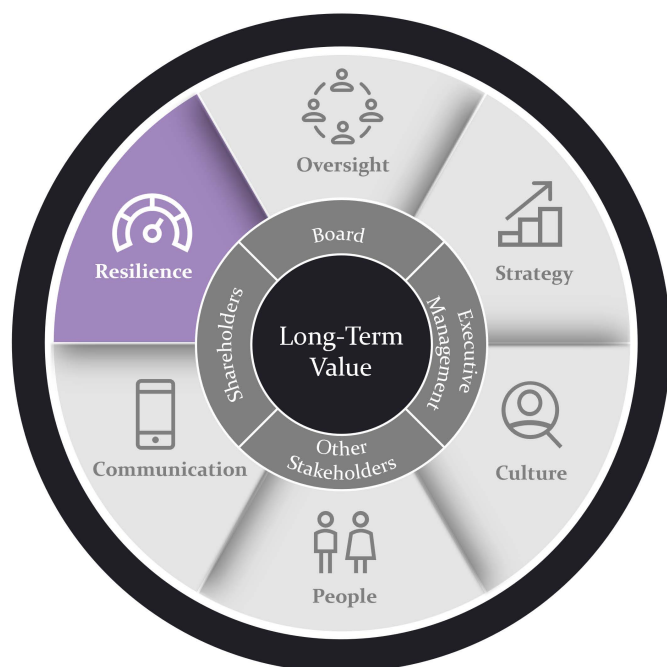 Oversight
Resilience
Strategy
Board
Shareholders
Executive
Management
Long-Term
Value
Other
Stakeholders
Communication
Culture
People